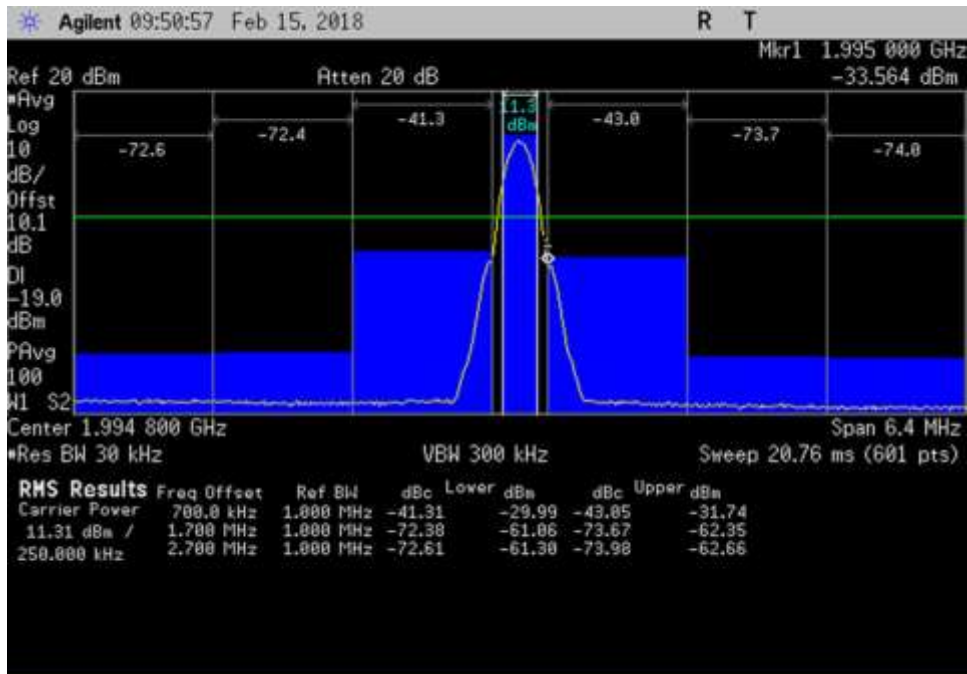 Agilent 09:50:57 Feb 15, 2018 R T
Mkr1 1.995 000 GHz
Ref 20 dBm Atten 20 dB -33.564 dBm
#Avg
Log
10
dB/
Offst
10.1
dB
DI
-19.0
dBm
PAvg
100
W1 S2
-72.6 -72.4 -41.3 11.3 dBm -43.0 -73.7 -74.0
1
Center 1.994 800 GHz Span 6.4 MHz
#Res BW 30 kHz VBW 300 kHz Sweep 20.76 ms (601 pts)
RMS Results Freq Offset Ref BW dBc Lower dBm dBc Upper dBm
Carrier Power 700.0 kHz 1.000 MHz -41.31 -29.99 -43.05 -31.74
11.31 dBm / 1.700 MHz 1.000 MHz -72.38 -61.06 -73.67 -62.35
250.000 kHz 2.700 MHz 1.000 MHz -72.61 -61.30 -73.98 -62.66